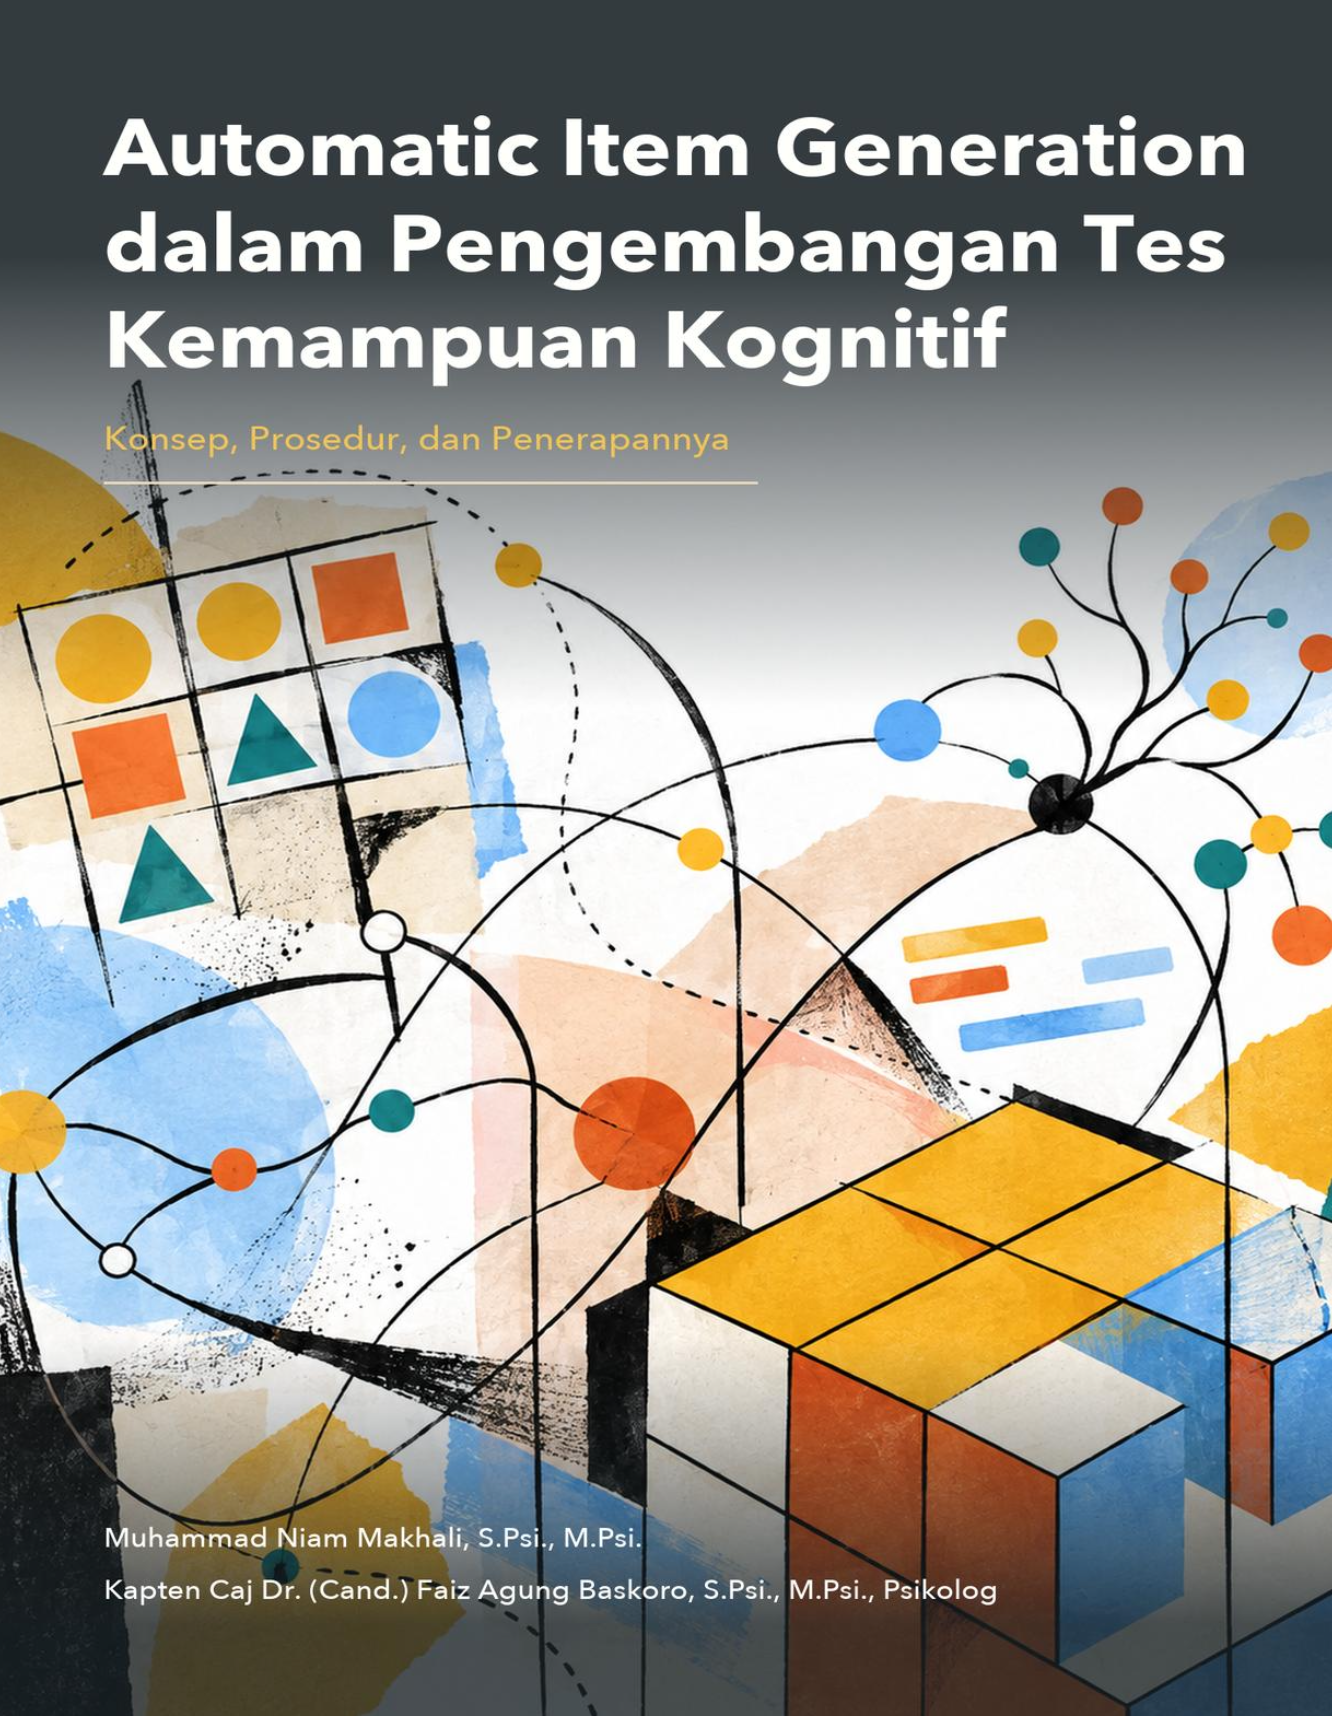 Automatic Item Generation
dalam Pengembangan Tes
Kemampuan Kognitif
Konsep, Prosedur, dan Penerapannya
Muhammad Niam Makhali, S.Psi., M.Psi.
Kapten Caj Dr. (Cand.) Faiz Agung Baskoro, S.Psi., M.Psi., Psikolog